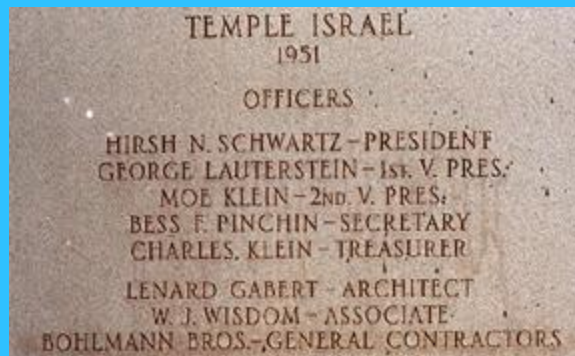 TEMPLE ISRAEL
1951
OFFICERS
HIRSH N. SCHWARTZ – PRESIDENT
GEORGE LAUTERSTEIN – 1ST. V. PRES.
MOE KLEIN – 2ND. V. PRES.
BESS F. PINCHIN – SECRETARY
CHARLES KLEIN – TREASURER
LENARD GABERT – ARCHITECT
W. J. WISDOM – ASSOCIATE
BOHLMANN BROS. – GENERAL CONTRACTORS